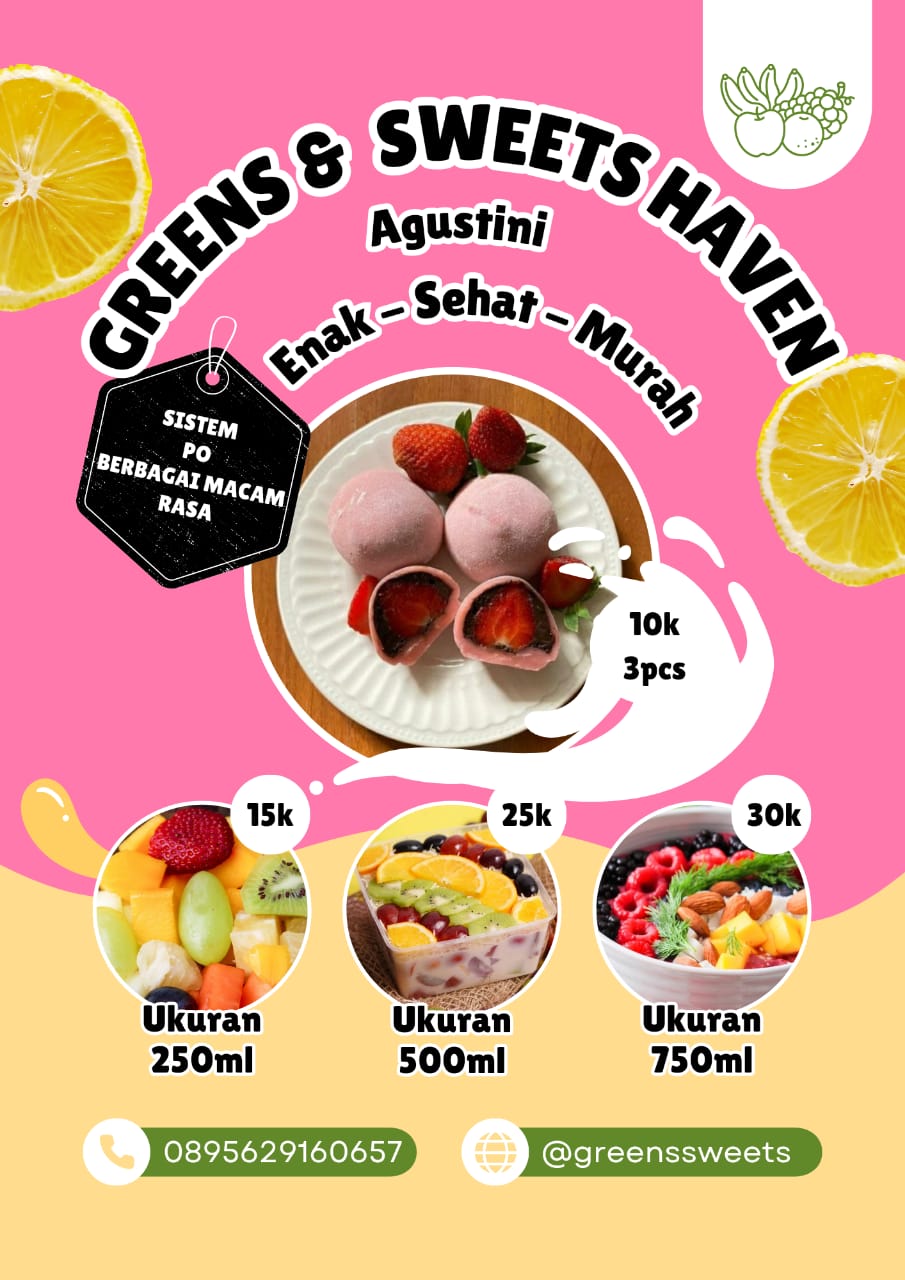 GREENS & SWEETS HAVEN
Agustini
Enak – Sehat – Murah
SISTEM
PO
BERBAGAI MACAM
RASA
10k
3pcs
15k
25k
30k
Ukuran
250ml
Ukuran
500ml
Ukuran
750ml
0895629160657
@greenssweets